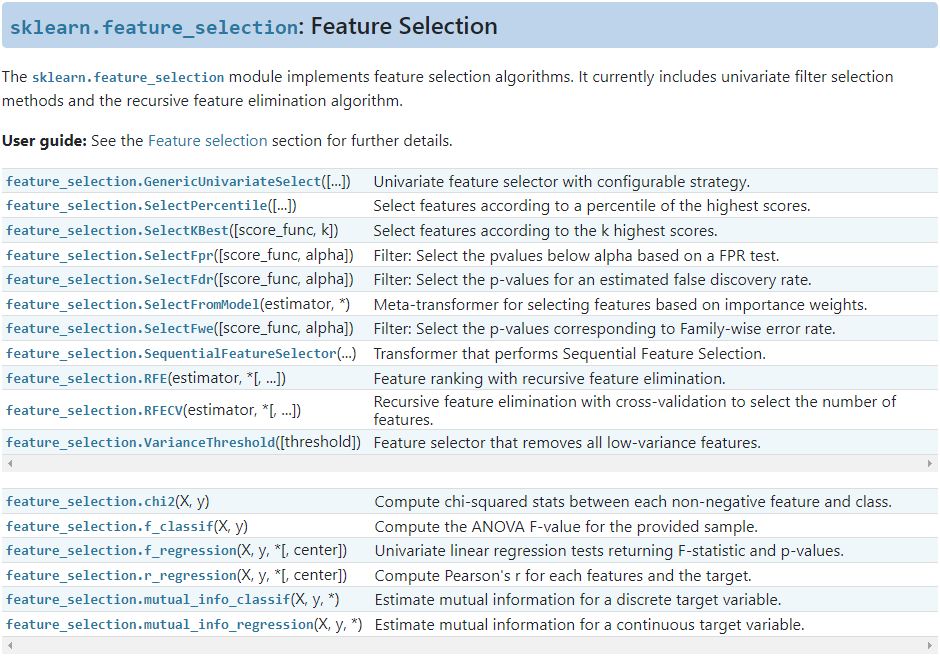 sklearn.feature_selection: Feature Selection
The sklearn.feature_selection module implements feature selection algorithms. It currently includes univariate filter selection
methods and the recursive feature elimination algorithm.
User guide: See the Feature selection section for further details.
feature_selection.GenericUnivariateSelect([...]) Univariate feature selector with configurable strategy.
feature_selection.SelectPercentile([...]) Select features according to a percentile of the highest scores.
feature_selection.SelectKBest([score_func, k]) Select features according to the k highest scores.
feature_selection.SelectFpr([score_func, alpha]) Filter: Select the pvalues below alpha based on a FPR test.
feature_selection.SelectFdr([score_func, alpha]) Filter: Select the p-values for an estimated false discovery rate.
feature_selection.SelectFromModel(estimator, *) Meta-transformer for selecting features based on importance weights.
feature_selection.SelectFwe([score_func, alpha]) Filter: Select the p-values corresponding to Family-wise error rate.
feature_selection.SequentialFeatureSelector(...) Transformer that performs Sequential Feature Selection.
feature_selection.RFE(estimator, *[, ...]) Feature ranking with recursive feature elimination.
feature_selection.RFECV(estimator, *[, ...]) Recursive feature elimination with cross-validation to select the number of
features.
feature_selection.VarianceThreshold([threshold]) Feature selector that removes all low-variance features.
feature_selection.chi2(X, y) Compute chi-squared stats between each non-negative feature and class.
feature_selection.f_classif(X, y) Compute the ANOVA F-value for the provided sample.
feature_selection.f_regression(X, y, *[, center]) Univariate linear regression tests returning F-statistic and p-values.
feature_selection.r_regression(X, y, *[, center]) Compute Pearson's r for each features and the target.
feature_selection.mutual_info_classif(X, y, *) Estimate mutual information for a discrete target variable.
feature_selection.mutual_info_regression(X, y, *) Estimate mutual information for a continuous target variable.